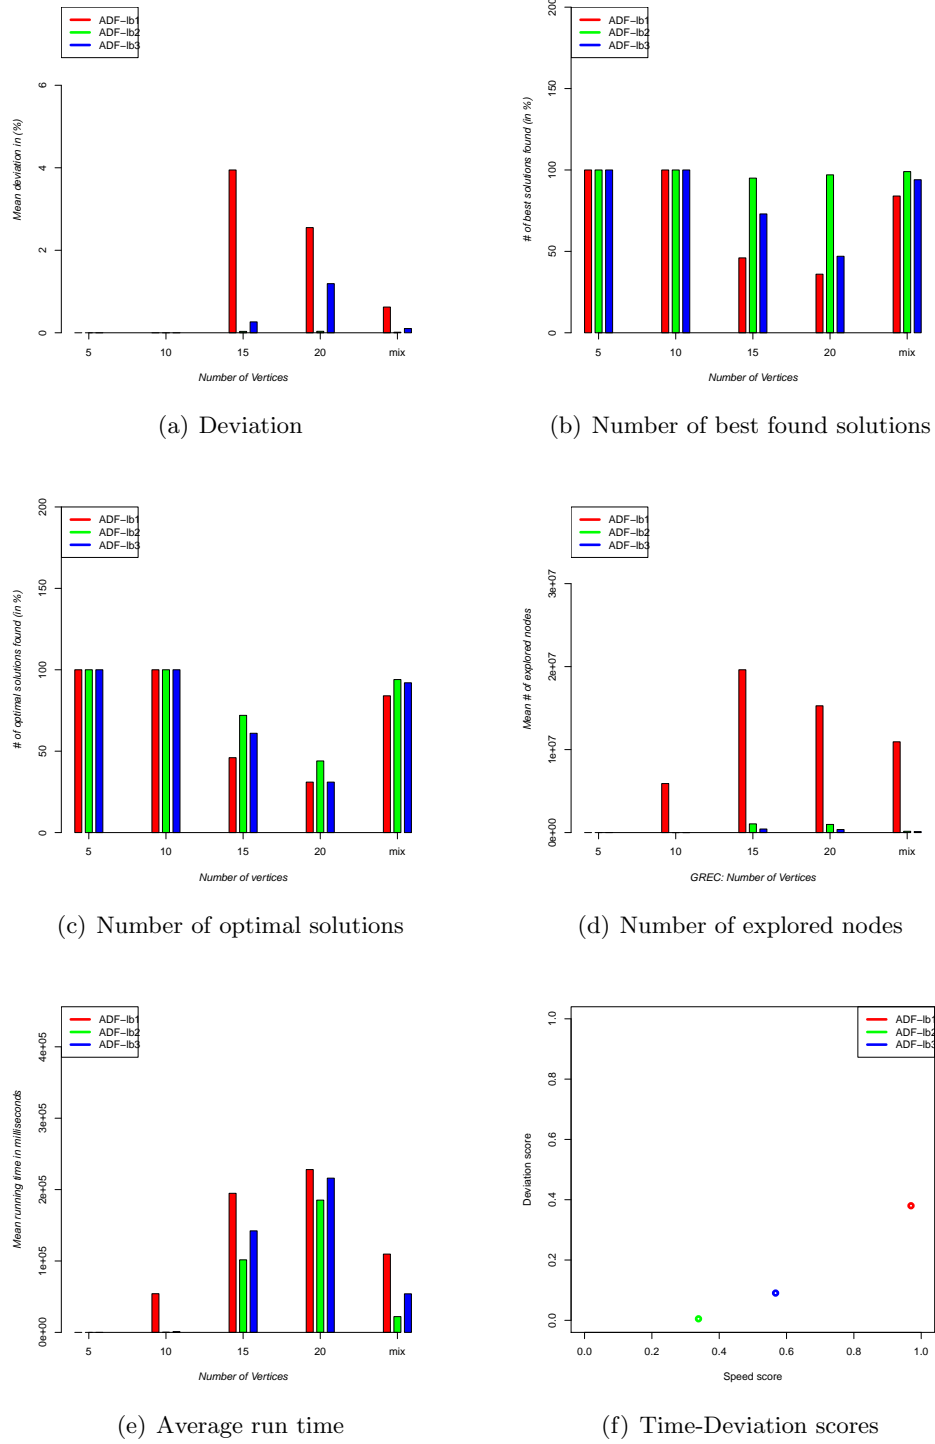 ADF-lb1
ADF-lb2
ADF-lb3
Mean deviation in (%)
6
4
2
0
5 10 15 20 mix
Number of Vertices
(a) Deviation
ADF-lb1
ADF-lb2
ADF-lb3
# of best solutions found (in %)
200
150
100
50
0
5 10 15 20 mix
Number of Vertices
(b) Number of best found solutions
ADF-lb1
ADF-lb2
ADF-lb3
# of optimal solutions found (in %)
200
150
100
50
0
5 10 15 20 mix
Number of vertices
(c) Number of optimal solutions
ADF-lb1
ADF-lb2
ADF-lb3
Mean # of explored nodes
3e+07
2e+07
1e+07
0e+00
5 10 15 20 mix
GREC: Number of Vertices
(d) Number of explored nodes
ADF-lb1
ADF-lb2
ADF-lb3
Mean running time in milliseconds
4e+05
3e+05
2e+05
1e+05
0e+00
5 10 15 20 mix
Number of Vertices
(e) Average run time
ADF-lb1
ADF-lb2
ADF-lb3
Deviation score
1.0
0.8
0.6
0.4
0.2
0.0
0.0 0.2 0.4 0.6 0.8 1.0
Speed score
(f) Time-Deviation scores